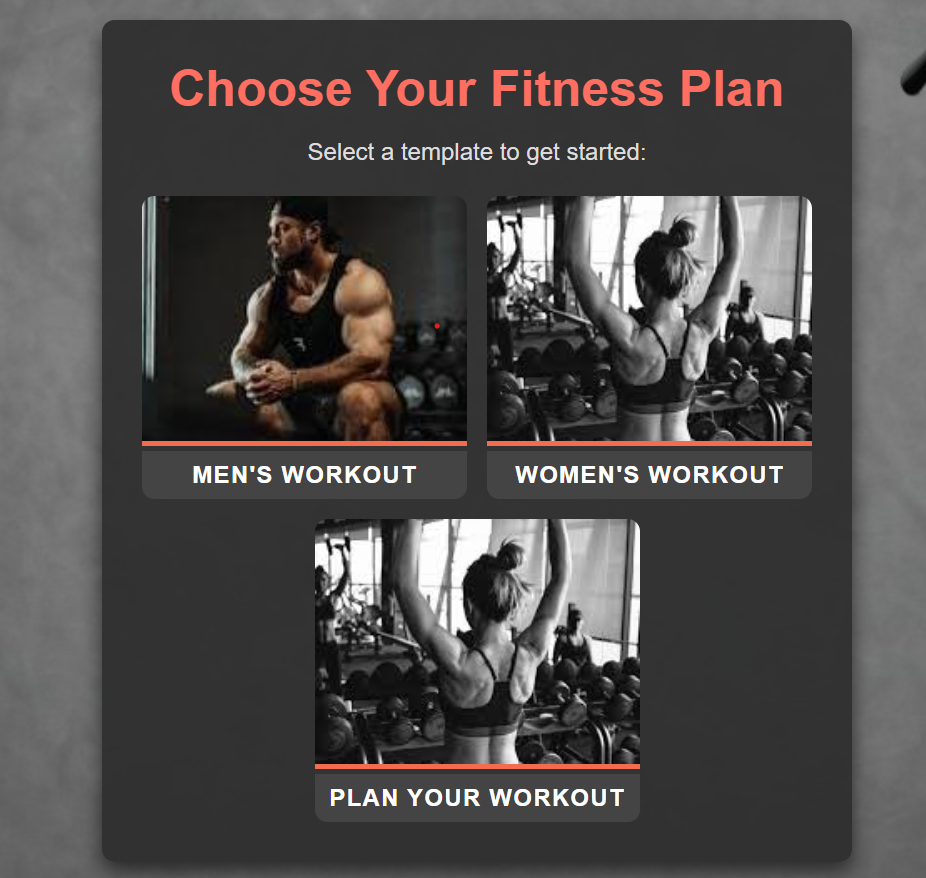 Choose Your Fitness Plan
Select a template to get started:
MEN'S WORKOUT
WOMEN'S WORKOUT
PLAN YOUR WORKOUT